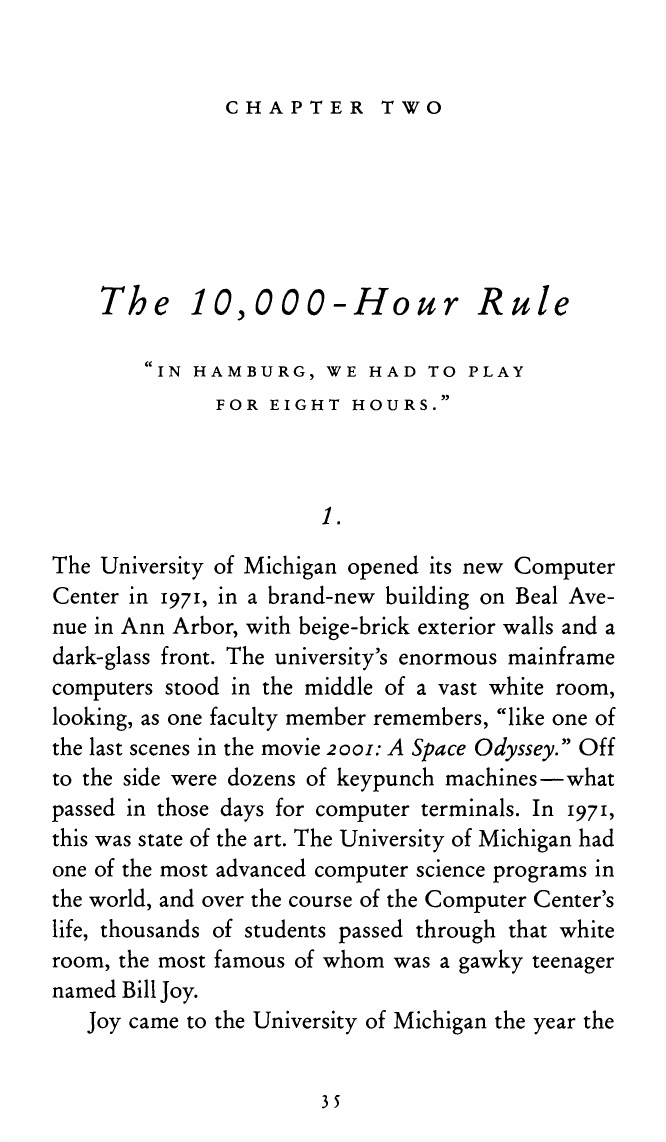 CHAPTER TWO
The 10,000-Hour Rule
“IN HAMBURG, WE HAD TO PLAY
FOR EIGHT HOURS.”
1.
The University of Michigan opened its new Computer
Center in 1971, in a brand-new building on Beal Ave-
nue in Ann Arbor, with beige-brick exterior walls and a
dark-glass front. The university’s enormous mainframe
computers stood in the middle of a vast white room,
looking, as one faculty member remembers, “like one of
the last scenes in the movie 2001: A Space Odyssey.” Off
to the side were dozens of keypunch machines—what
passed in those days for computer terminals. In 1971,
this was state of the art. The University of Michigan had
one of the most advanced computer science programs in
the world, and over the course of the Computer Center’s
life, thousands of students passed through that white
room, the most famous of whom was a gawky teenager
named Bill Joy.
Joy came to the University of Michigan the year the
35